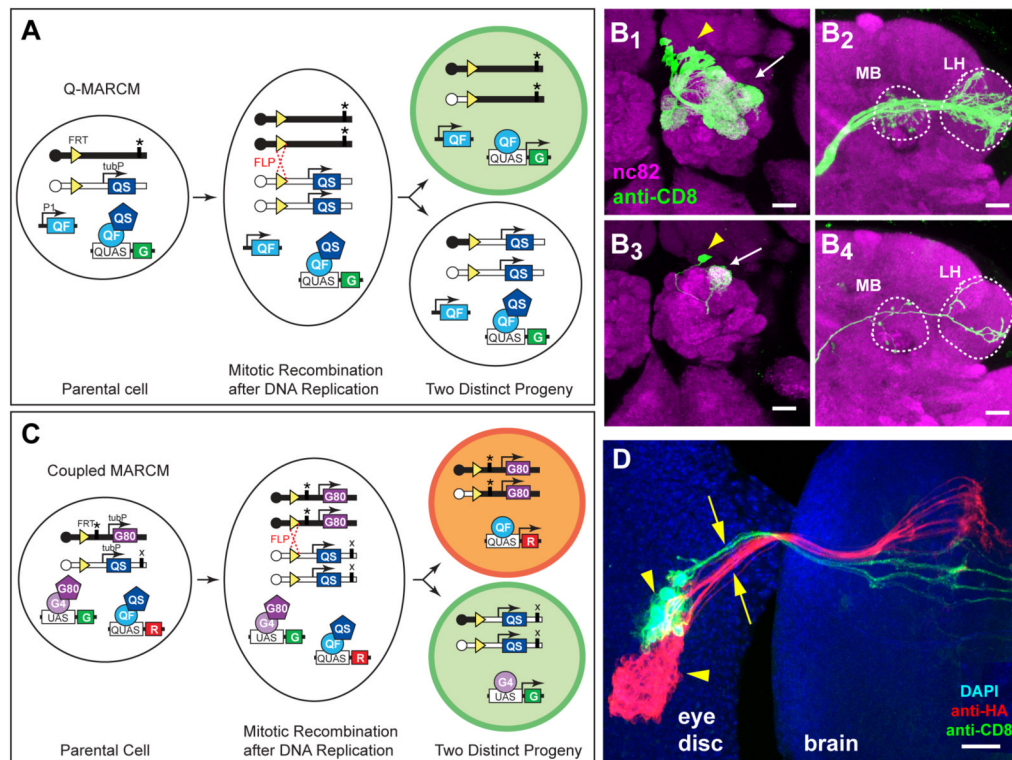 A
Q-MARCM
FRT
*
tubP
QS
P1
QF
QS
QF
QUAS
G
Parental cell
*
*
FLP
QS
QS
QF
QS
QF
QUAS
G
Mitotic Recombination
after DNA Replication
*
*
QF
QF
QUAS
G
QS
QS
QF
QS
QF
QUAS
G
Two Distinct Progeny
B1
nc82
anti-CD8
B2
MB
LH
B3
B4
MB
LH
C
Coupled MARCM
FRT
*
tubP
G80
tubP
x
QS
G80
G4
UAS
G
QS
QF
QUAS
R
Parental Cell
*
G80
*
G80
FLP
x
QS
x
QS
G80
G4
UAS
G
QS
QF
QUAS
R
Mitotic Recombination
after DNA Replication
*
G80
*
G80
QF
QUAS
R
x
QS
x
QS
G4
UAS
G
Two Distinct Progeny
D
eye
disc
brain
DAPI
anti-HA
anti-CD8